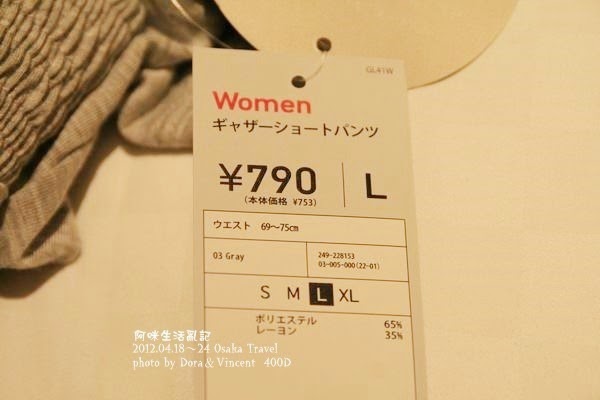 GL41W
Women
ギャザーショートパンツ
¥790
L
(本体価格 ¥753)
ウエスト 69〜75cm
03 Gray
249-228153
03-005-000(22-01)
S M L XL
ポリエステル 65%
レーヨン 35%
阿咪生活亂記
2012.04.18~24 Osaka Travel
photo by Dora & Vincent 400D